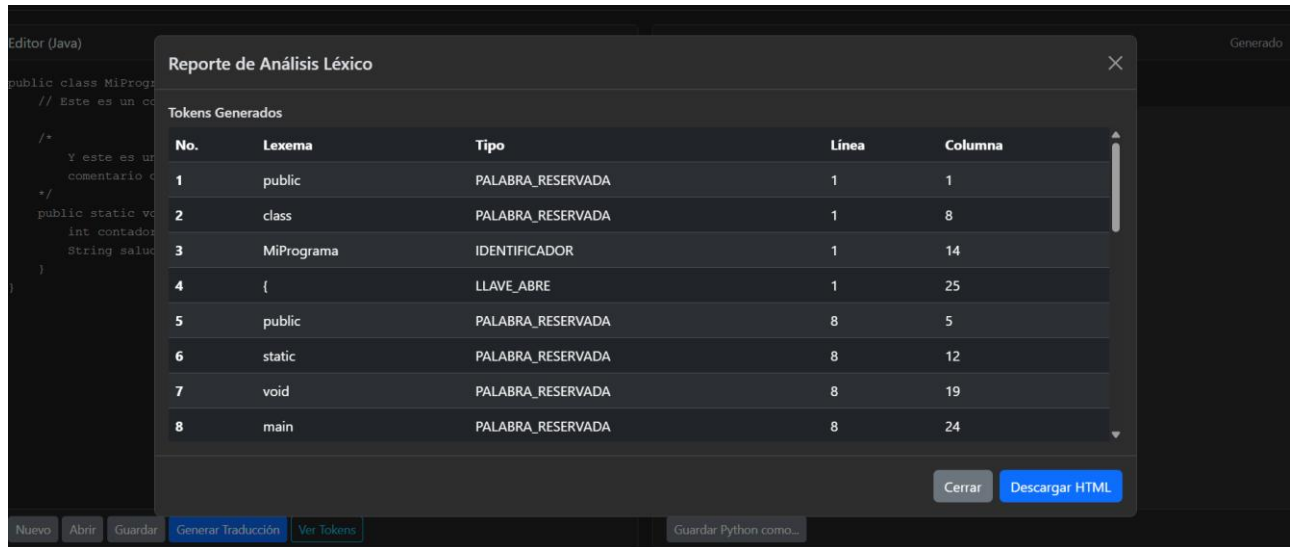 Editor (Java)
Generado
public class MiProgr
// Este es un co
/*
Y este es un
comentario d
*/
public static vo
int contador
String salud
}
}
Reporte de Análisis Léxico
Tokens Generados
No. Lexema Tipo Línea Columna
1 public PALABRA_RESERVADA 1 1
2 class PALABRA_RESERVADA 1 8
3 MiPrograma IDENTIFICADOR 1 14
4 { LLAVE_ABRE 1 25
5 public PALABRA_RESERVADA 8 5
6 static PALABRA_RESERVADA 8 12
7 void PALABRA_RESERVADA 8 19
8 main PALABRA_RESERVADA 8 24
Cerrar Descargar HTML
Nuevo Abrir Guardar Generar Traducción Ver Tokens Guardar Python como...